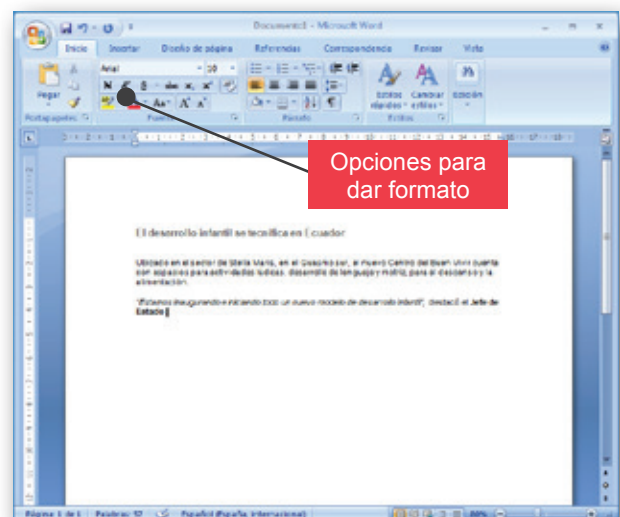 Document1 - Microsoft Word
Inicio Insertar Diseño de página Referencias Correspondencia Revisar Vista
Arial 10
Pegar
N
Estilos rápidos Cambiar estilos Edición
Portapapeles Fuente Párrafo Estilos
Opciones para
dar formato
El desarrollo infantil se tecnifica en Ecuador
Ubicado en el sector de Stella Maris, en el Guasmo sur, el nuevo Centro del Buen Vivir cuenta
con espacios para actividades lúdicas, desarrollo de lenguaje y motriz, para el descanso y la
alimentación.
"Estamos inaugurando e iniciando todo un nuevo modelo de desarrollo infantil", destacó el Jefe de
Estado
Página 1 de 1 Palabras: 57 Español (España, internacional) 80%